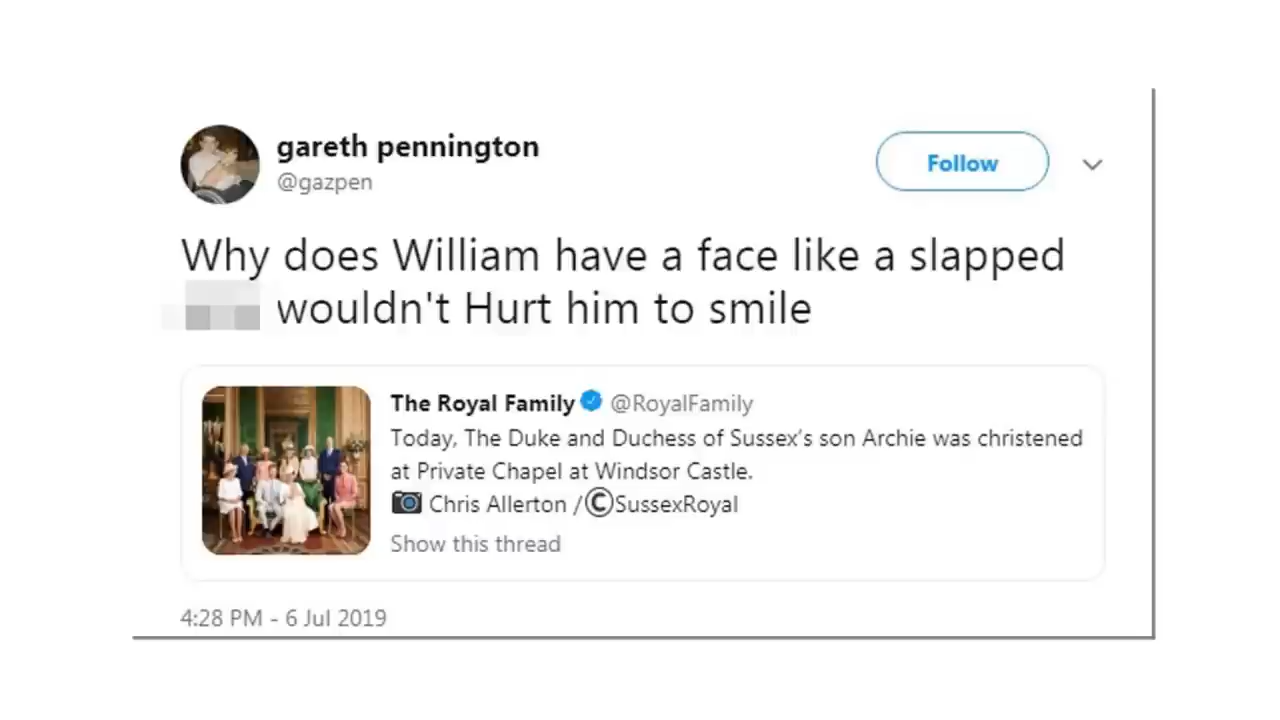 gareth pennington
@gazpen
Follow
Why does William have a face like a slapped
wouldn't Hurt him to smile
The Royal Family @RoyalFamily
Today, The Duke and Duchess of Sussex's son Archie was christened
at Private Chapel at Windsor Castle.
Chris Allerton /©SussexRoyal
Show this thread
4:28 PM - 6 Jul 2019